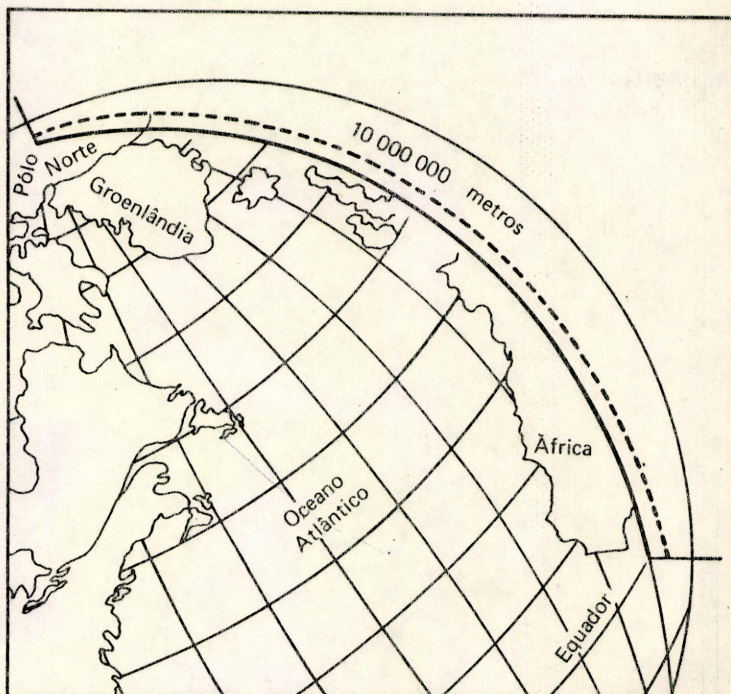 Pólo Norte
Groenlândia
10 000 000 metros
África
Oceano
Atlântico
Equador